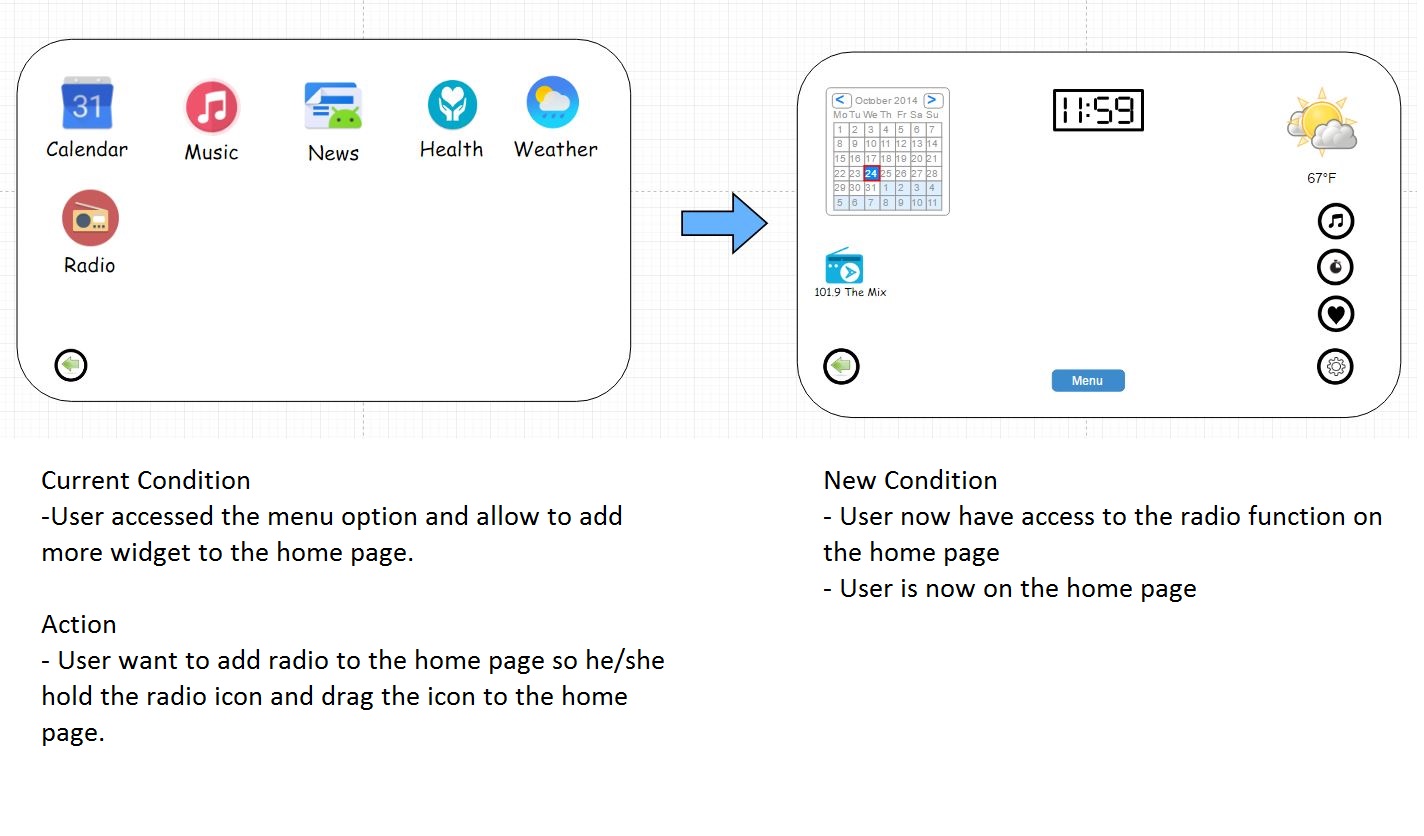 31
Calendar
Music
News
Health
Weather
Radio
< October 2014 >
Mo Tu We Th Fr Sa Su
1 2 3 4 5 6 7
8 9 10 11 12 13 14
15 16 17 18 19 20 21
22 23 24 25 26 27 28
29 30 31 1 2 3 4
5 6 7 8 9 10 11
11:59
67°F
101.9 The Mix
Menu
Current Condition
-User accessed the menu option and allow to add
more widget to the home page.
Action
- User want to add radio to the home page so he/she
hold the radio icon and drag the icon to the home
page.
New Condition
- User now have access to the radio function on
the home page
- User is now on the home page